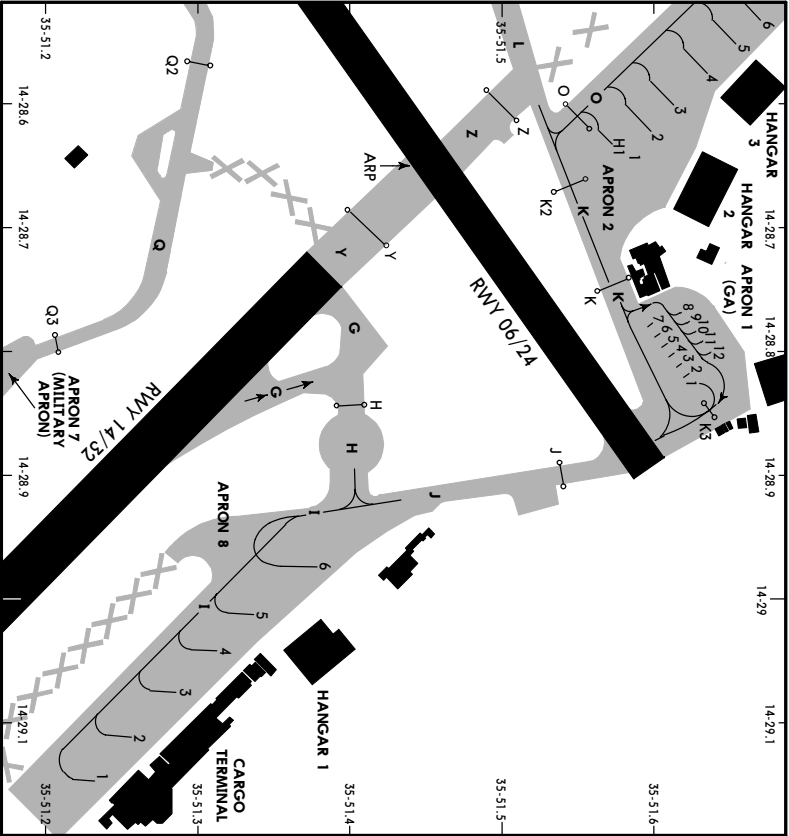 14-28.7
14-28.8
14-28.9
14-29
14-29.1
HANGAR
3
HANGAR
2
APRON 1
(GA)
6
5
4
3
2
1
H1
O
O
APRON 2
K
K2
K
K
8
9
10
11
12
7
6
5
4
3
2
1
K3
35-51.6
L
35-51.5
Z
Z
RWY 06/24
J
J
35-51.5
ARP
Y
Y
G
G
H
H
I
I
6
5
4
3
2
1
APRON 8
HANGAR 1
CARGO
TERMINAL
35-51.4
35-51.3
Q2
Q
Q3
RWY 14/32
APRON 7
(MILITARY
APRON)
35-51.2
35-51.2
14-28.6
14-28.7
14-28.9
14-29.1